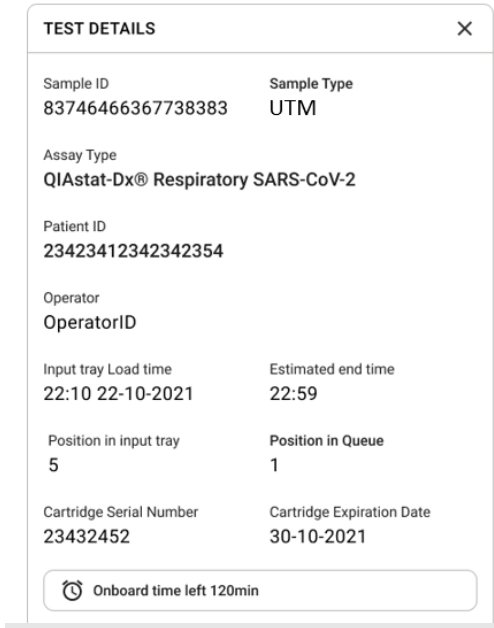 TEST DETAILS
Sample ID Sample Type
83746466367738383 UTM
Assay Type
QIAstat-Dx® Respiratory SARS-CoV-2
Patient ID
23423412342342354
Operator
OperatorID
Input tray Load time Estimated end time
22:10 22-10-2021 22:59
Position in input tray Position in Queue
5 1
Cartridge Serial Number Cartridge Expiration Date
23432452 30-10-2021
Onboard time left 120min